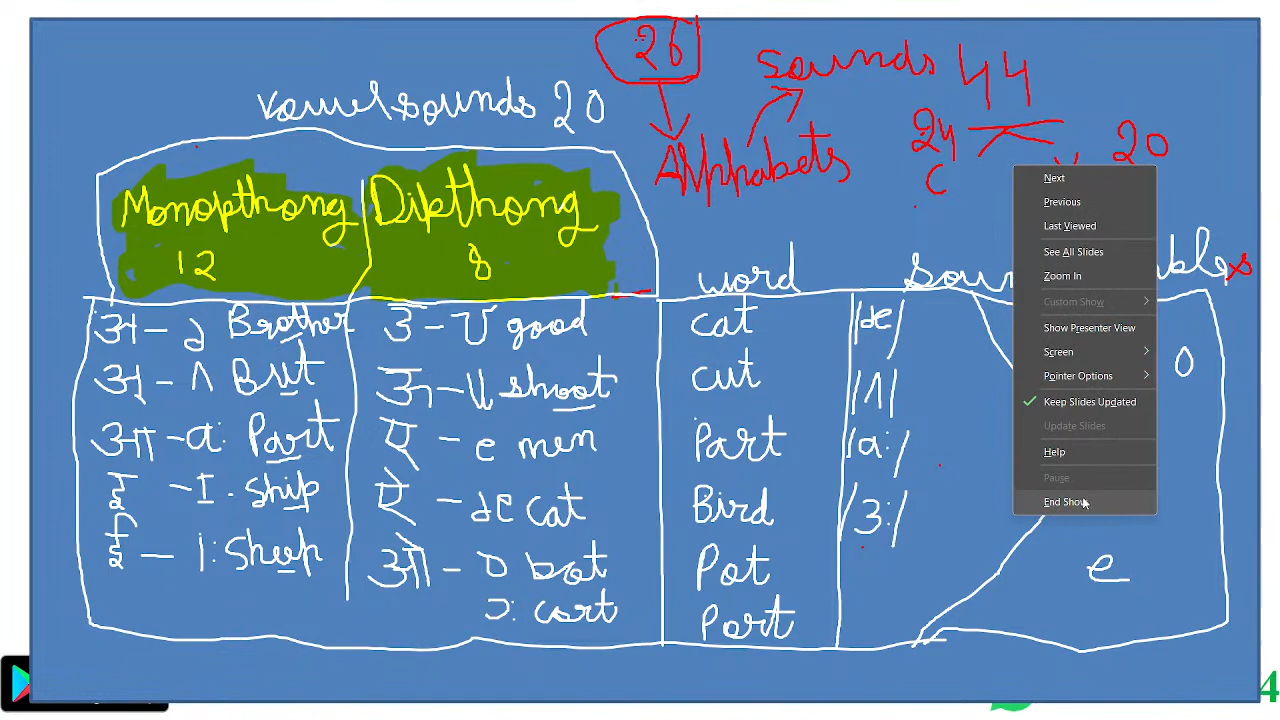 26
sounds 44
vowel sounds 20
Alphabets
24 20
C
Monopthong Dipthong
12 8
word
अ - ə Brother उ - ʊ good cat /æ/
अ - ʌ But ऊ - u shoot cut /ʌ/ o
आ - a: Part ए - e men Part /a:/
इ - I. ship ऐ - æ cat Bird /3:/
ई - i: Sheep ऑ - ɒ bot Pot e
ɔ: cort Port
Next
Previous
Last Viewed
See All Slides
Zoom In
Custom Show
Show Presenter View
Screen
Pointer Options
Keep Slides Updated
Update Slides
Help
Pause
End Show
4